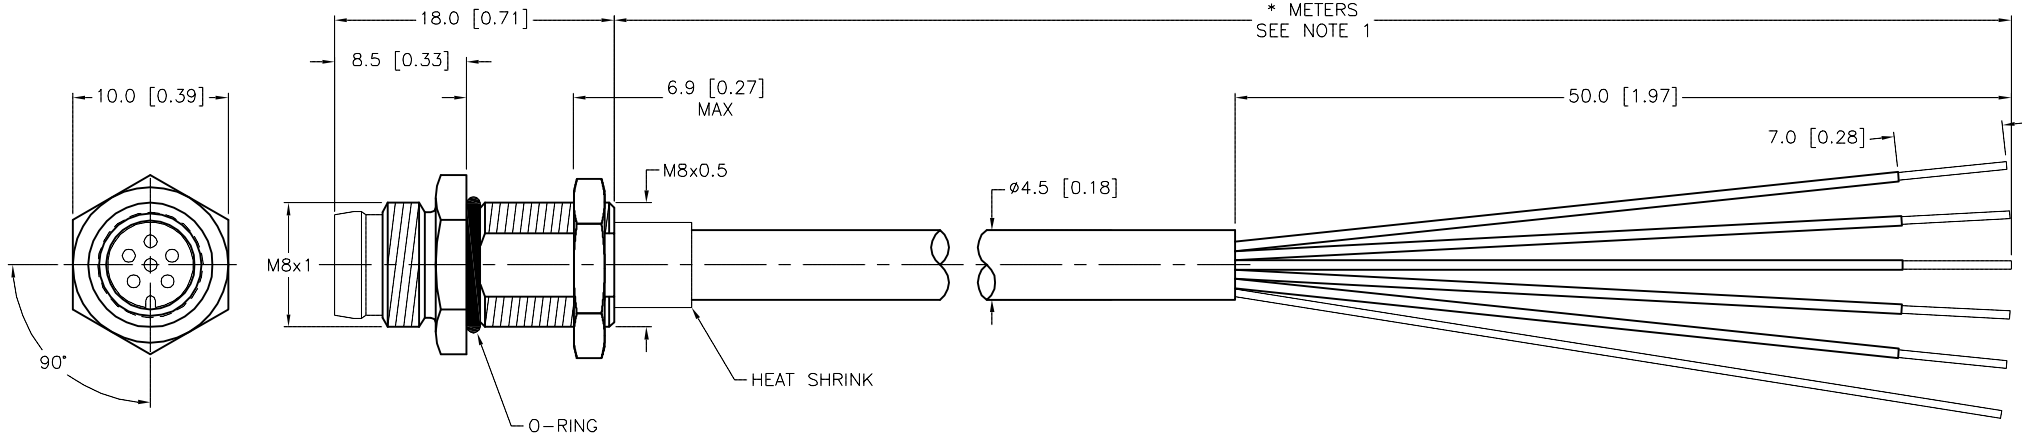 18.0 [0.71]
* METERS
SEE NOTE 1
8.5 [0.33]
10.0 [0.39]
6.9 [0.27]
MAX
50.0 [1.97]
7.0 [0.28]
M8x0.5
ø4.5 [0.18]
M8x1
90°
HEAT SHRINK
O-RING